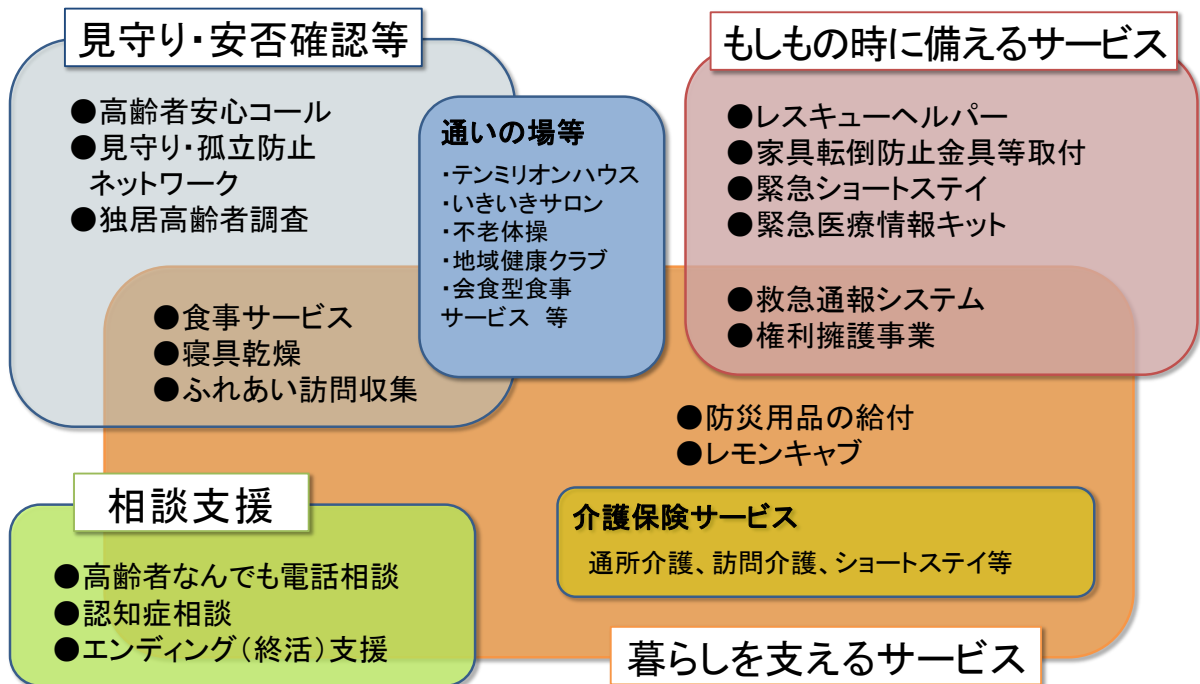 見守り・安否確認等
●高齢者安心コール
●見守り・孤立防止
ネットワーク
●独居高齢者調査
通いの場等
・テンミリオンハウス
・いきいきサロン
・不老体操
・地域健康クラブ
・会食型食事
サービス 等
もしもの時に備えるサービス
●レスキューヘルパー
●家具転倒防止金具等取付
●緊急ショートステイ
●緊急医療情報キット
●救急通報システム
●権利擁護事業
●食事サービス
●寝具乾燥
●ふれあい訪問収集
●防災用品の給付
●レモンキャブ
相談支援
●高齢者なんでも電話相談
●認知症相談
●エンディング（終活）支援
介護保険サービス
通所介護、訪問介護、ショートステイ等
暮らしを支えるサービス